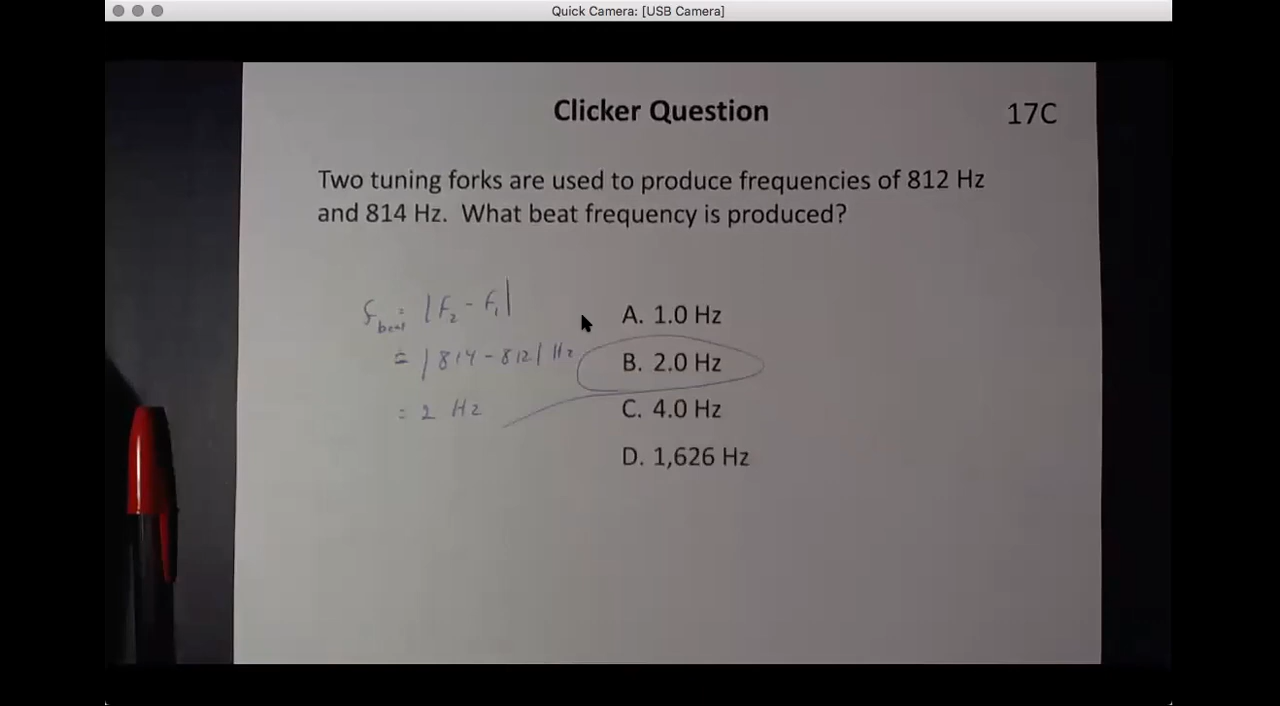 Quick Camera: [USB Camera]
Clicker Question
17C
Two tuning forks are used to produce frequencies of 812 Hz
and 814 Hz. What beat frequency is produced?
f_beat = |f₂ - f₁|
= |814 - 812| Hz
= 2 Hz
A. 1.0 Hz
B. 2.0 Hz
C. 4.0 Hz
D. 1,626 Hz